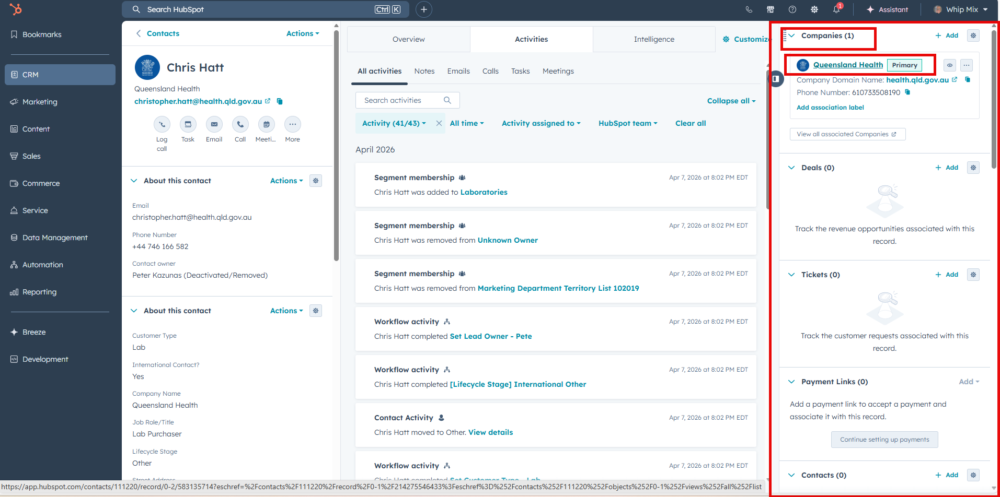 Search HubSpot
Ctrl K
1
Assistant
Whip Mix
Bookmarks
CRM
Marketing
Content
Sales
Commerce
Service
Data Management
Automation
Reporting
Breeze
Development
Contacts
Actions
Chris Hatt
Queensland Health
christopher.hatt@health.qld.gov.au
Log call
Task
Email
Call
Meeti...
More
About this contact
Actions
Email
christopher.hatt@health.qld.gov.au
Phone Number
+44 746 166 582
Contact owner
Peter Kazunas (Deactivated/Removed)
About this contact
Actions
Customer Type
Lab
International Contact?
Yes
Company Name
Queensland Health
Job Role/Title
Lab Purchaser
Lifecycle Stage
Other
Street Address
Overview
Activities
Intelligence
Customize
All activities
Notes
Emails
Calls
Tasks
Meetings
Search activities
Collapse all
Activity (41/43)
All time
Activity assigned to
HubSpot team
Clear all
April 2026
Segment membership
Apr 7, 2026 at 8:02 PM EDT
Chris Hatt was added to Laboratories
Segment membership
Apr 7, 2026 at 8:02 PM EDT
Chris Hatt was removed from Unknown Owner
Segment membership
Apr 7, 2026 at 8:02 PM EDT
Chris Hatt was removed from Marketing Department Territory List 102019
Workflow activity
Apr 7, 2026 at 8:02 PM EDT
Chris Hatt completed Set Lead Owner - Pete
Workflow activity
Apr 7, 2026 at 8:02 PM EDT
Chris Hatt completed [Lifecycle Stage] International Other
Contact Activity
Apr 7, 2026 at 8:02 PM EDT
Chris Hatt moved to Other. View details
Workflow activity
Apr 7, 2026 at 8:02 PM EDT
Chris Hatt completed Set Customer Type - Lab
Companies (1)
+ Add
Queensland Health
Primary
Company Domain Name: health.qld.gov.au
Phone Number: 610733508190
Add association label
View all associated Companies
Deals (0)
+ Add
Track the revenue opportunities associated with this
record.
Tickets (0)
+ Add
Track the customer requests associated with this
record.
Payment Links (0)
Add
Add a payment link to accept a payment and
associate it with this record.
Continue setting up payments
Contacts (0)
+ Add
https://app.hubspot.com/contacts/111220/record/0-2/583135714?eschref=%2Fcontacts%2F111220%2Frecord%2F0-1%2F214275546433%3Feschref%3D%252Fcontacts%252F111220%252Fobjects%252F0-1%252Fviews%252Fall%252Flist